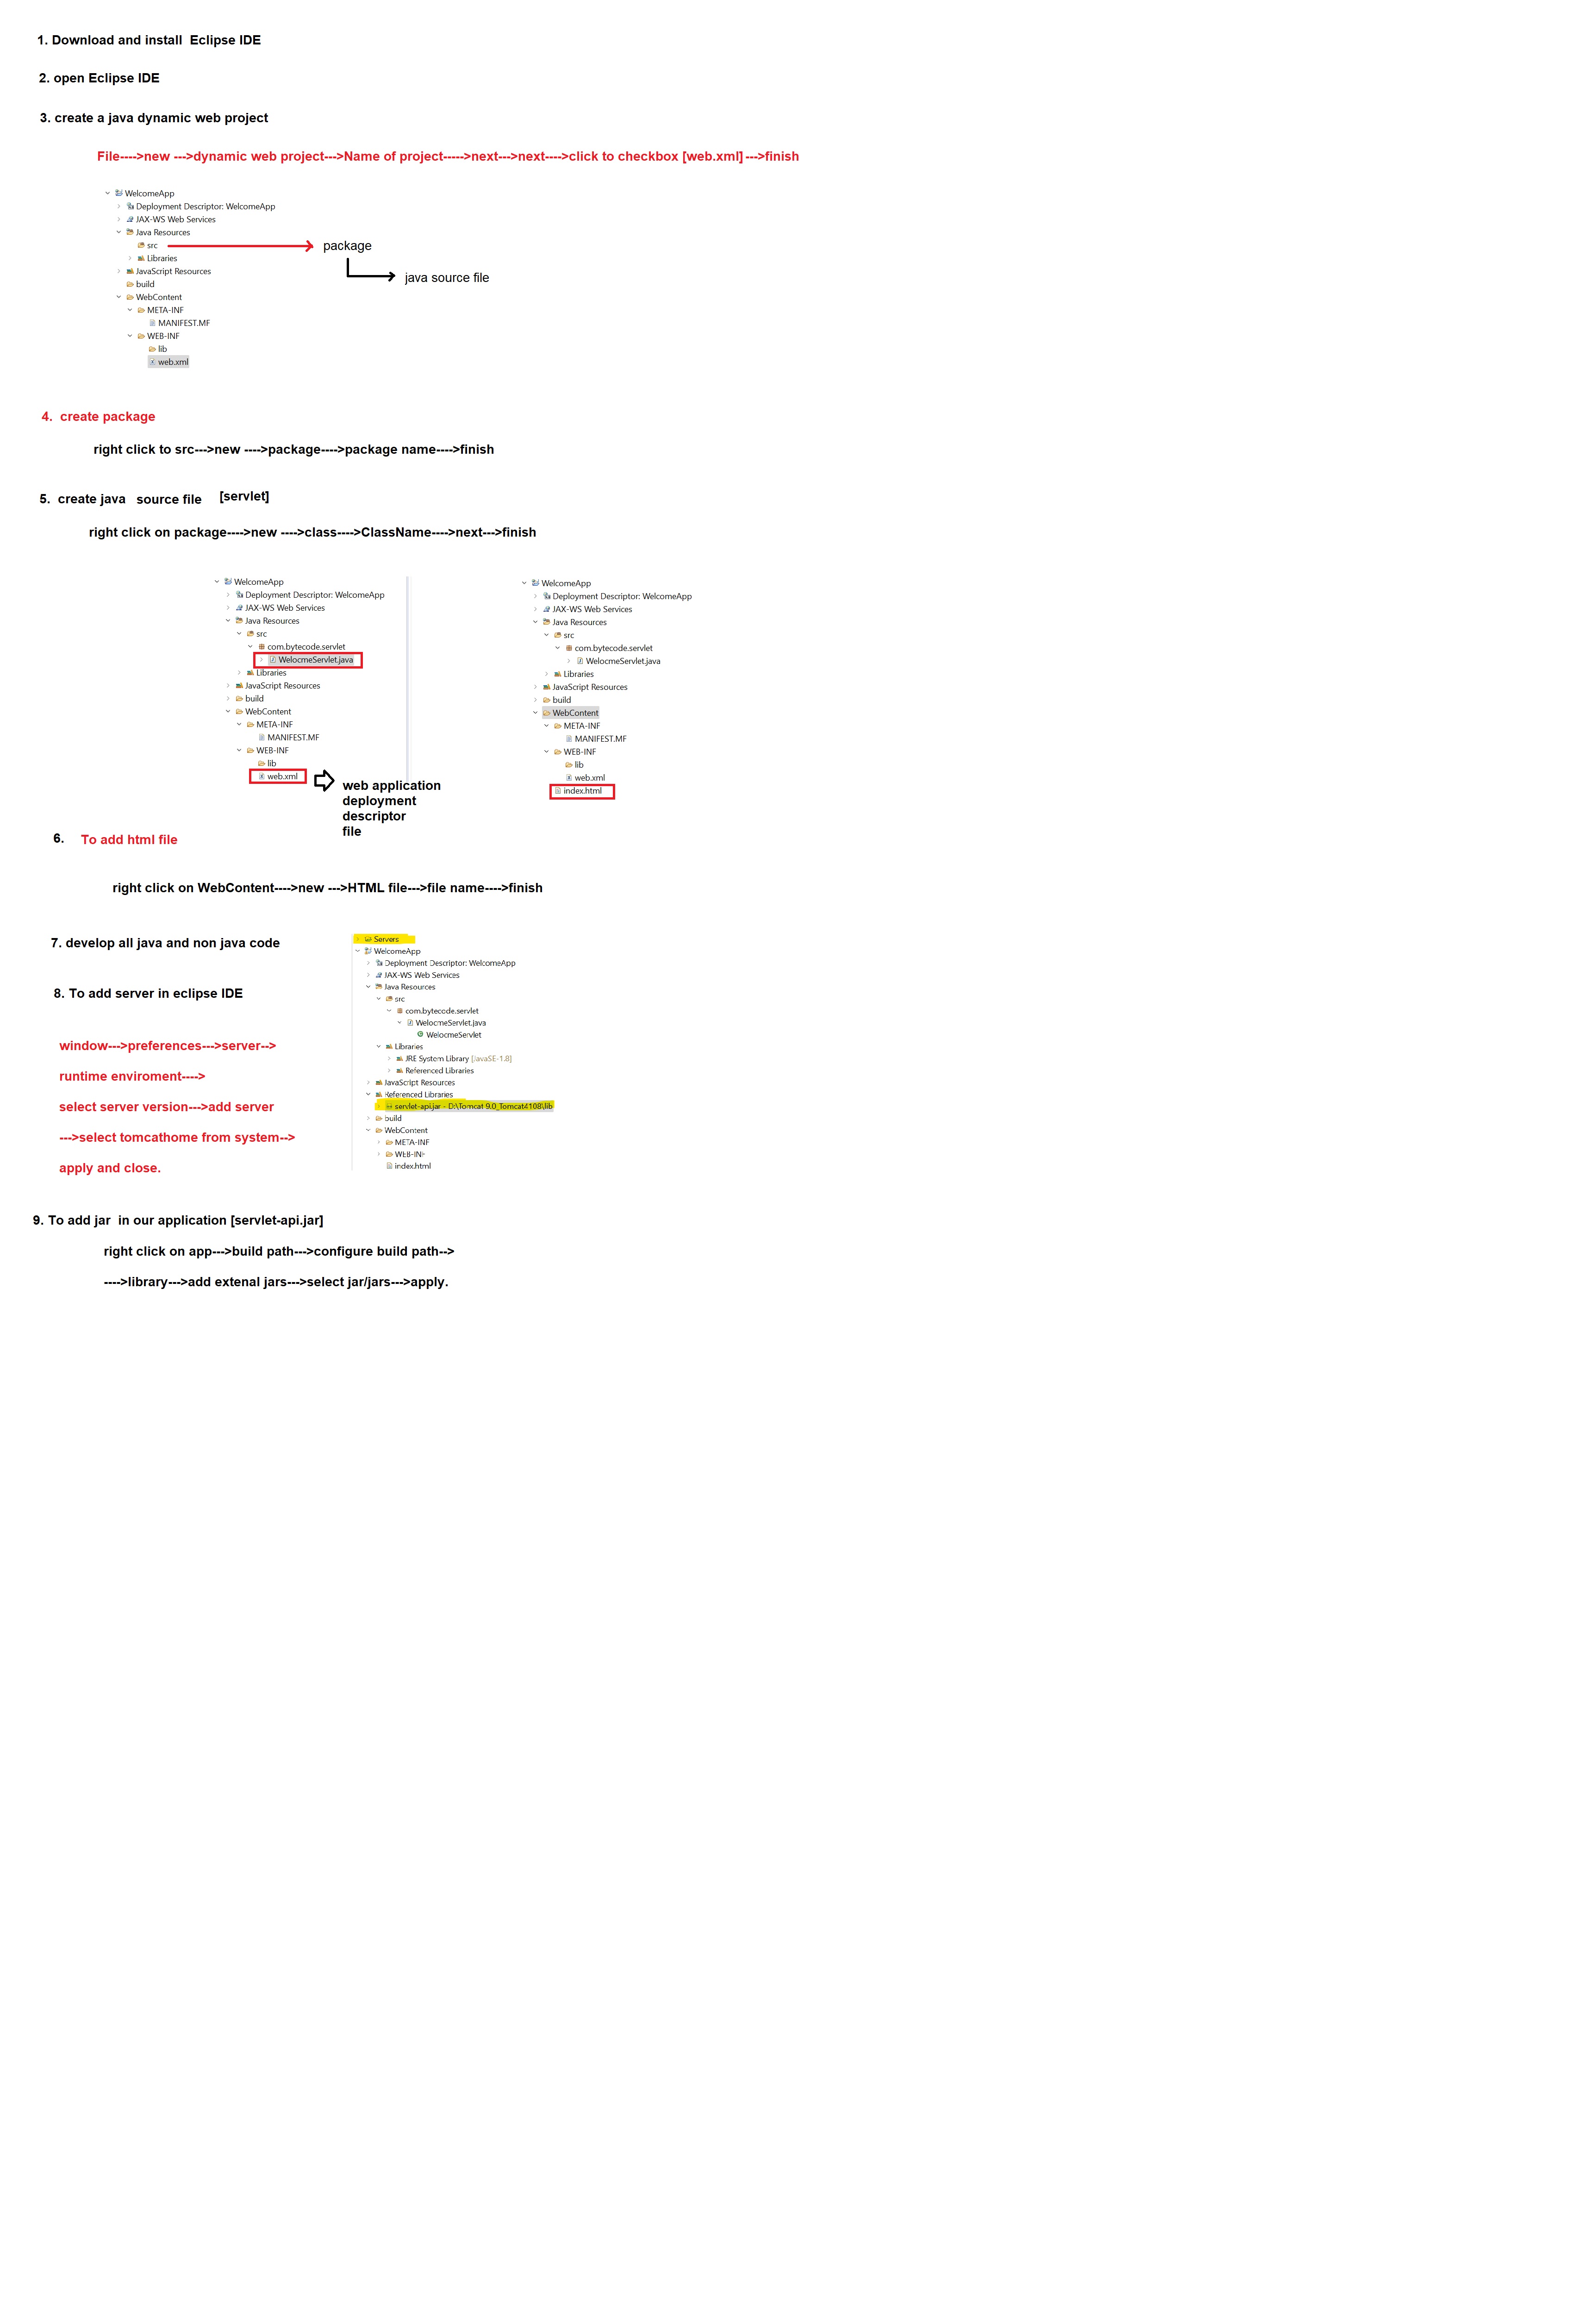 1. Download and install  Eclipse IDE
2. open Eclipse IDE
3. create a java dynamic web project
File---->new --->dynamic web project--->Name of project----->next--->next---->click to checkbox [web.xml] --->finish
WelcomeApp
Deployment Descriptor: WelcomeApp
JAX-WS Web Services
Java Resources
src
package
Libraries
java source file
JavaScript Resources
build
WebContent
META-INF
MANIFEST.MF
WEB-INF
lib
web.xml
4.  create package
right click to src--->new ---->package---->package name---->finish
5.  create java   source file   [servlet]
right click on package---->new ---->class---->ClassName---->next--->finish
WelcomeApp
Deployment Descriptor: WelcomeApp
JAX-WS Web Services
Java Resources
src
com.bytecode.servlet
WelocmeServlet.java
Libraries
JavaScript Resources
build
WebContent
META-INF
MANIFEST.MF
WEB-INF
lib
web.xml
web application
deployment
descriptor
file
WelcomeApp
Deployment Descriptor: WelcomeApp
JAX-WS Web Services
Java Resources
src
com.bytecode.servlet
WelocmeServlet.java
Libraries
JavaScript Resources
build
WebContent
META-INF
MANIFEST.MF
WEB-INF
lib
web.xml
index.html
6.   To add html file
right click on WebContent---->new --->HTML file--->file name---->finish
7. develop all java and non java code
8. To add server in eclipse IDE
window--->preferences--->server-->
runtime enviroment---->
select server version--->add server
--->select tomcathome from system-->
apply and close.
Servers
WelcomeApp
Deployment Descriptor: WelcomeApp
JAX-WS Web Services
Java Resources
src
com.bytecode.servlet
WelocmeServlet.java
WelocmeServlet
Libraries
JRE System Library [JavaSE-1.8]
Referenced Libraries
JavaScript Resources
Referenced Libraries
servlet-api.jar - D:\Tomcat 9.0_Tomcat4108\lib
build
WebContent
META-INF
WEB-INF
index.html
9. To add jar  in our application [servlet-api.jar]
right click on app--->build path--->configure build path-->
---->library--->add extenal jars--->select jar/jars--->apply.